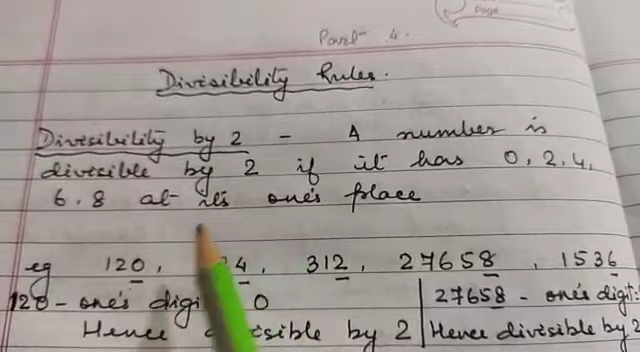 Page
Part 4.
Divisibility Rules.
Divisibility by 2 - A number is
divisible by 2 if it has 0, 2, 4,
6, 8 at it's one's place
eg 120, 4, 312, 27658, 1536
120 - one's digi 0
Hence divisible by 2
27658 - one's digit
Hence divisible by 2